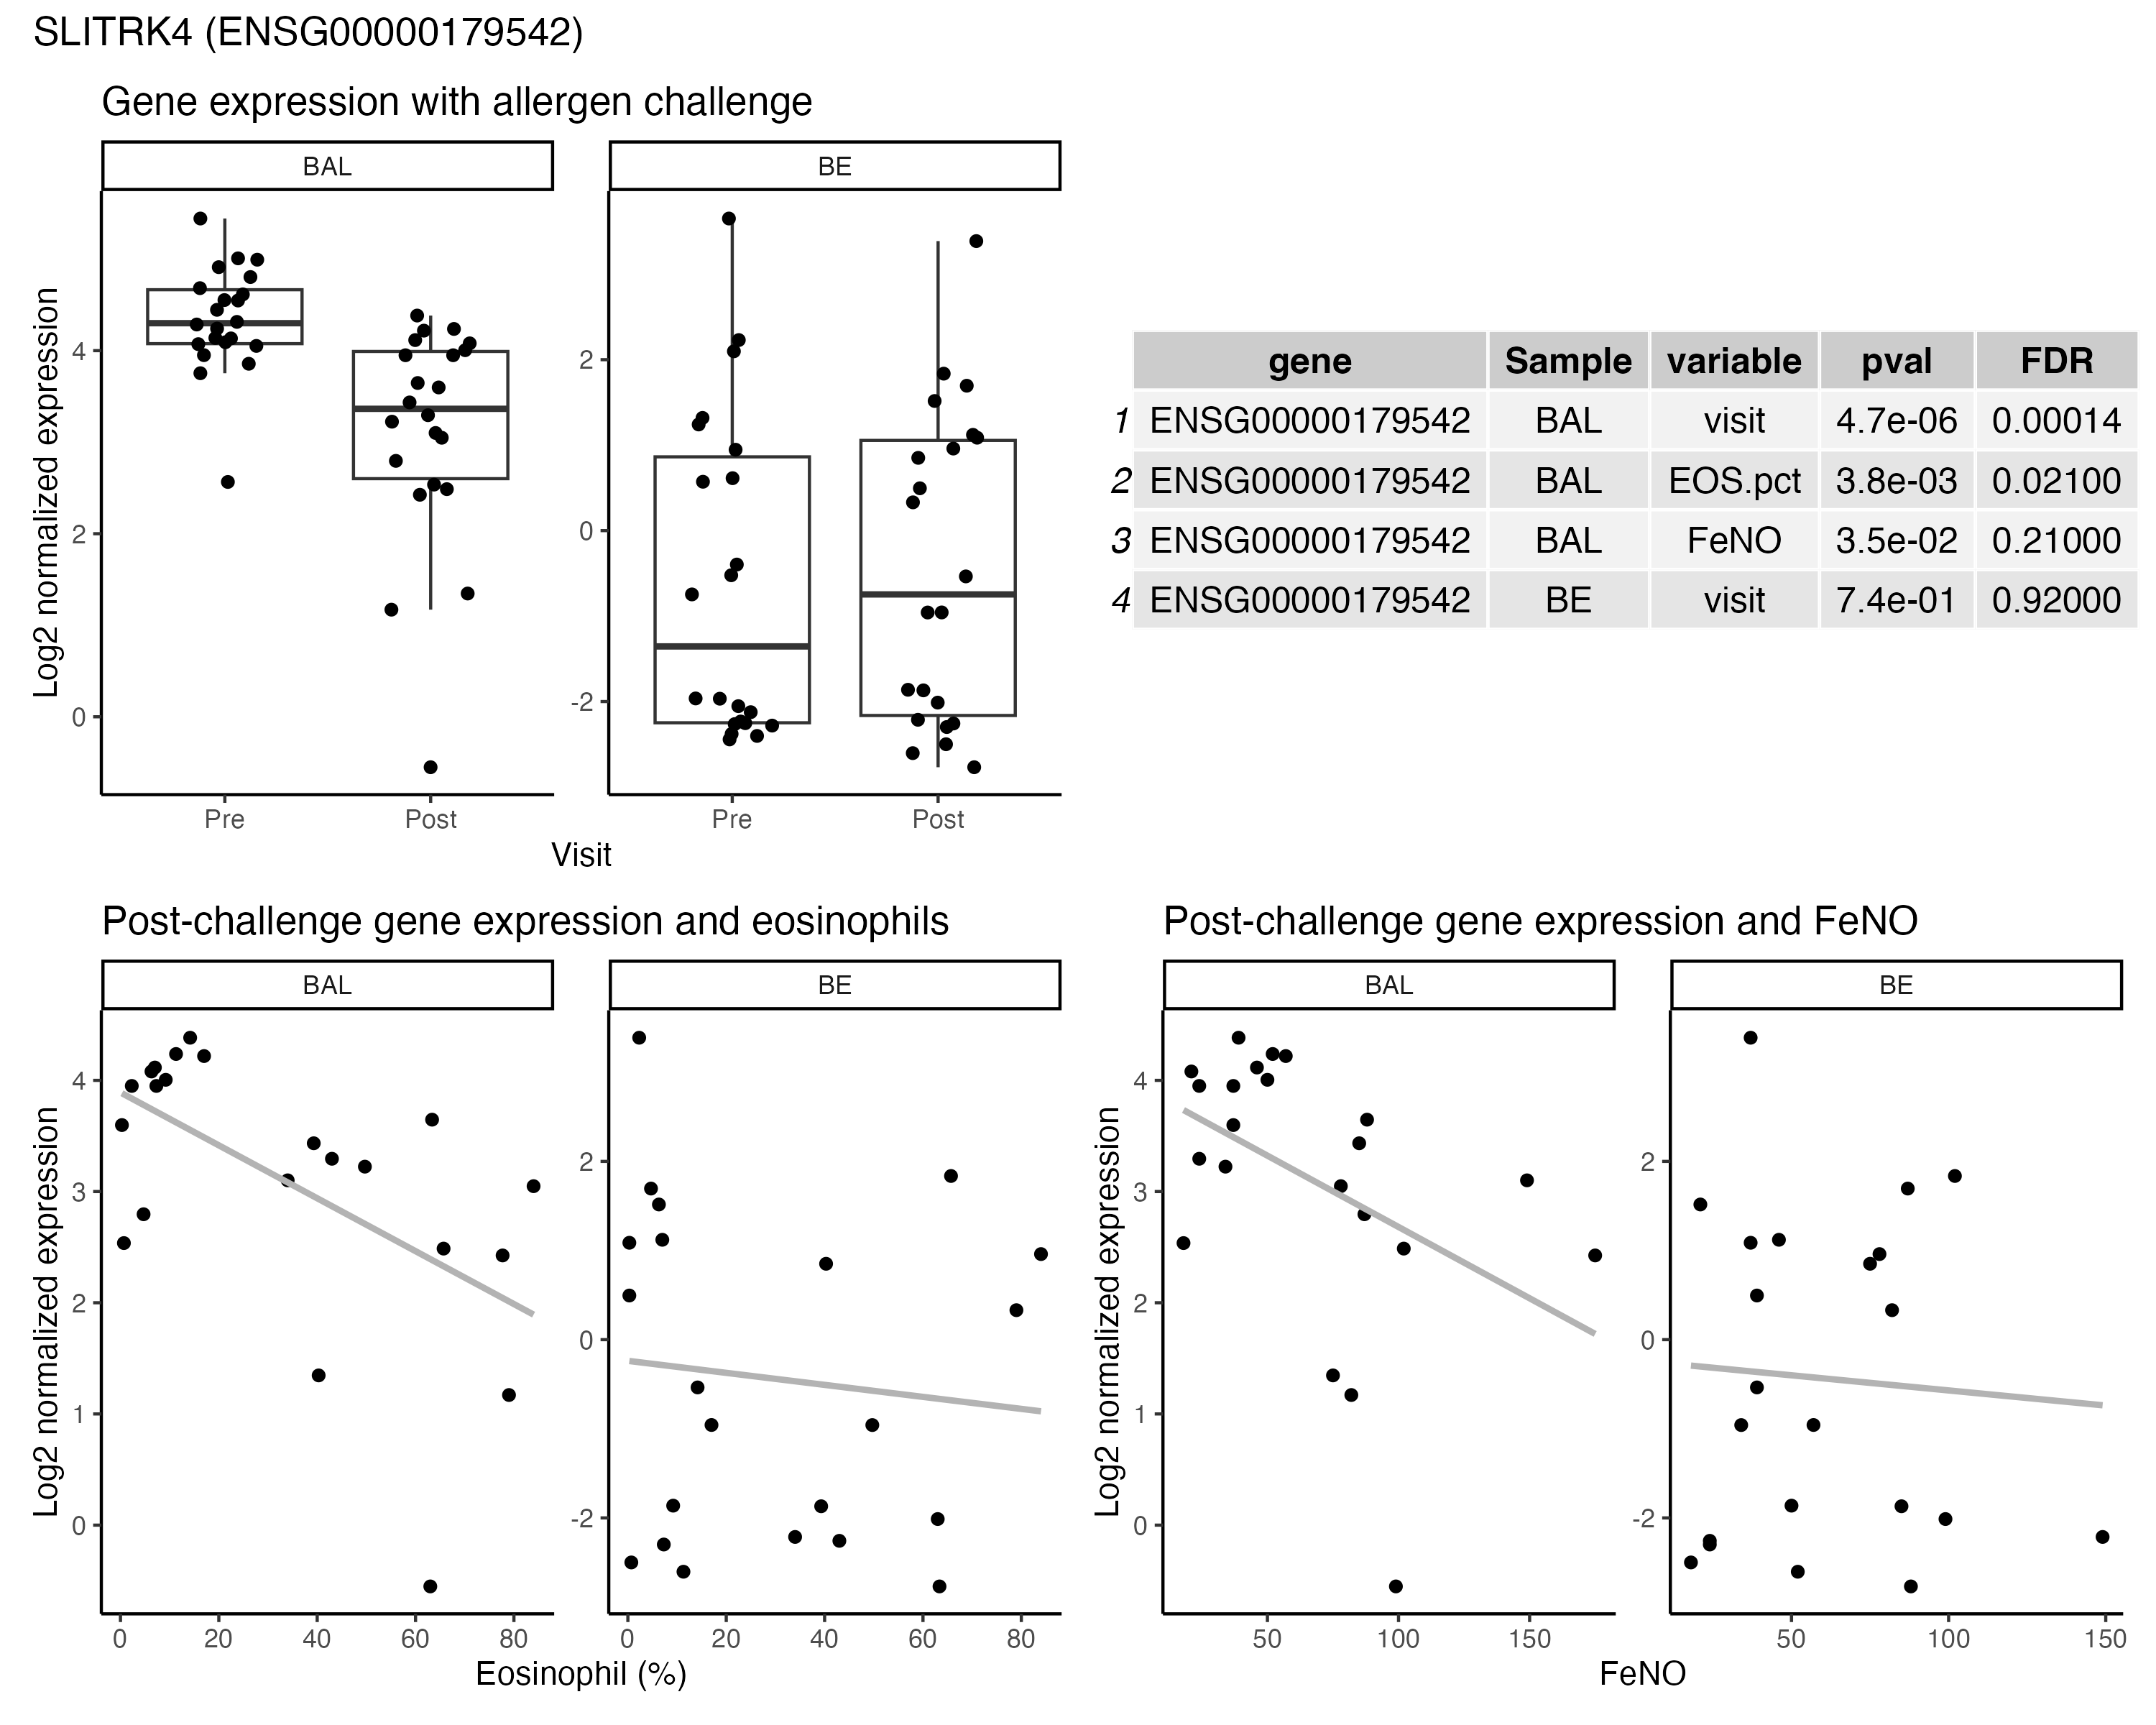 SLITRK4 (ENSG00000179542)
Gene expression with allergen challenge
BAL
BE
Log2 normalized expression
4
2
0
2
0
-2
Pre
Post
Pre
Post
Visit
gene Sample variable pval FDR
1 ENSG00000179542 BAL visit 4.7e-06 0.00014
2 ENSG00000179542 BAL EOS.pct 3.8e-03 0.02100
3 ENSG00000179542 BAL FeNO 3.5e-02 0.21000
4 ENSG00000179542 BE visit 7.4e-01 0.92000
Post-challenge gene expression and eosinophils
BAL
BE
Log2 normalized expression
4
3
2
1
0
2
0
-2
0 20 40 60 80
0 20 40 60 80
Eosinophil (%)
Post-challenge gene expression and FeNO
BAL
BE
Log2 normalized expression
4
3
2
1
0
2
0
-2
50 100 150
50 100 150
FeNO